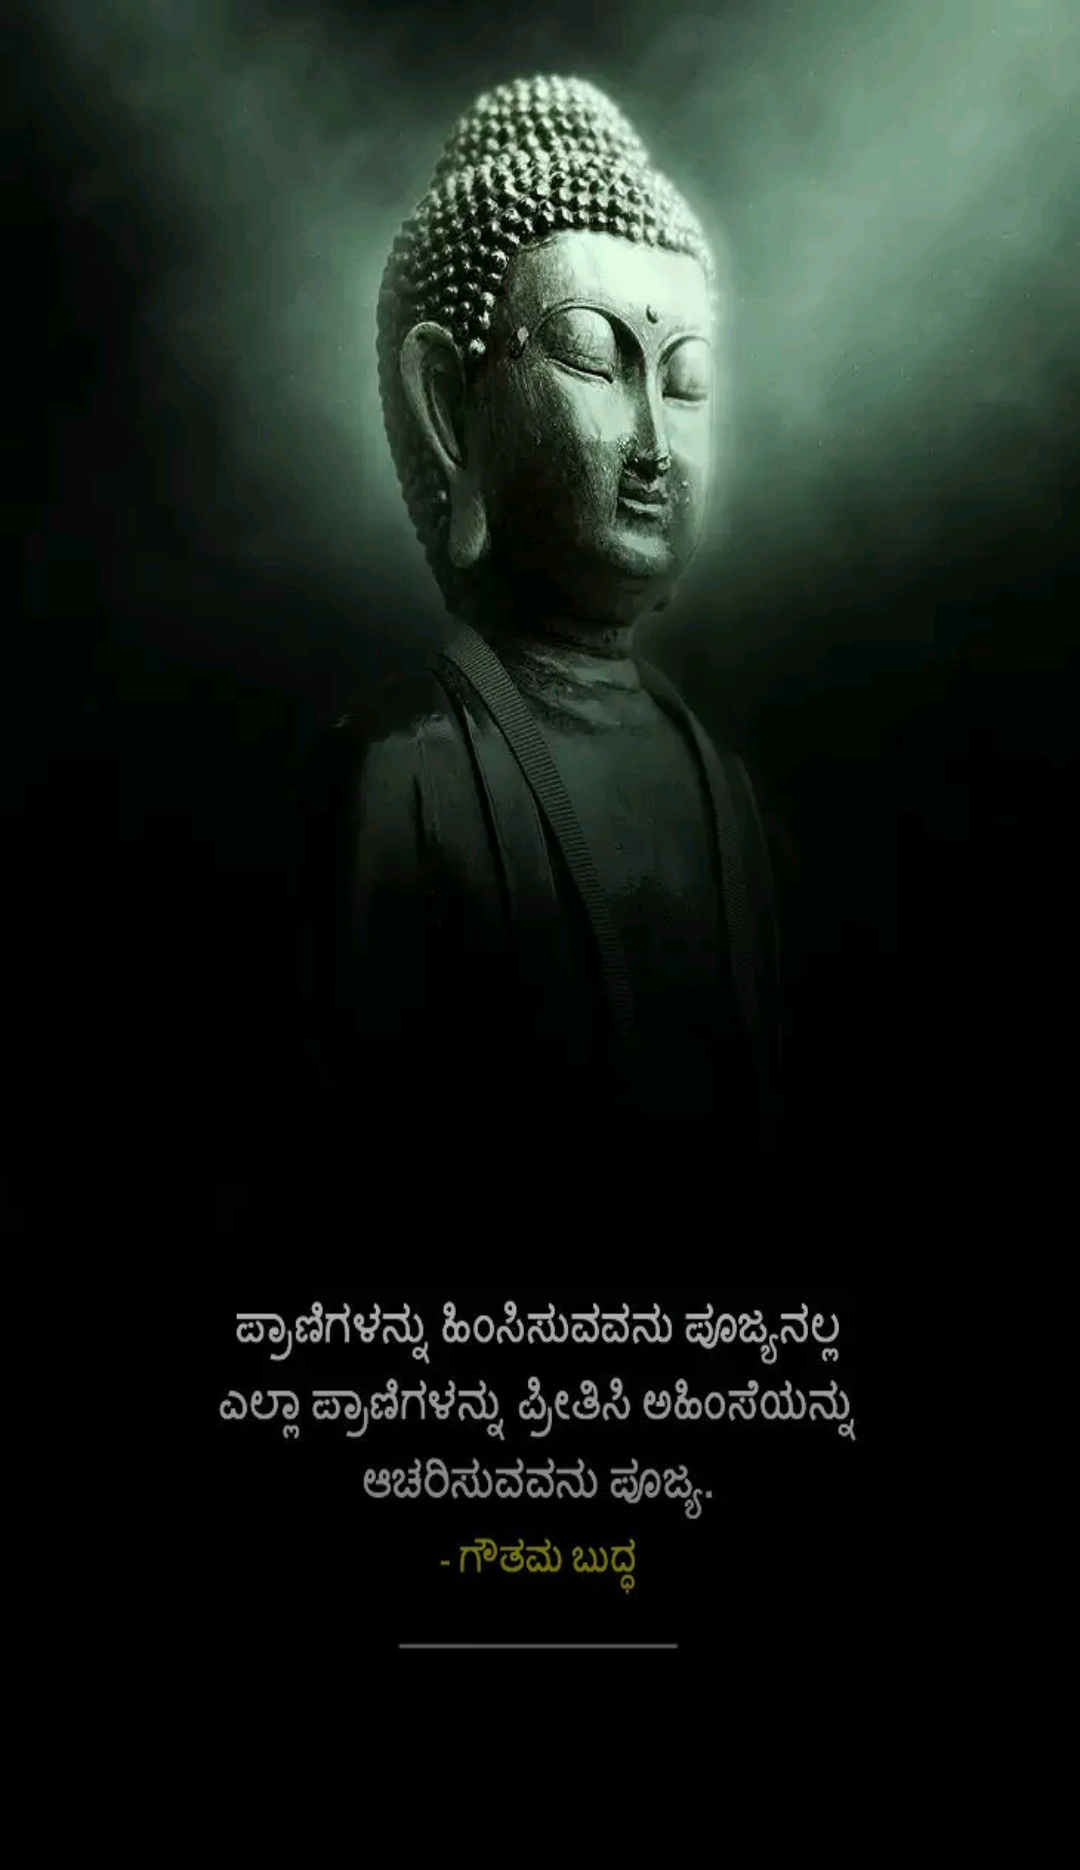 ಪ್ರಾಣಿಗಳನ್ನು ಹಿಂಸಿಸುವವನು ಪೂಜ್ಯನಲ್ಲ
ಎಲ್ಲಾ ಪ್ರಾಣಿಗಳನ್ನು ಪ್ರೀತಿಸಿ ಅಹಿಂಸೆಯನ್ನು
ಆಚರಿಸುವವನು ಪೂಜ್ಯ.
- ಗೌತಮ ಬುದ್ಧ